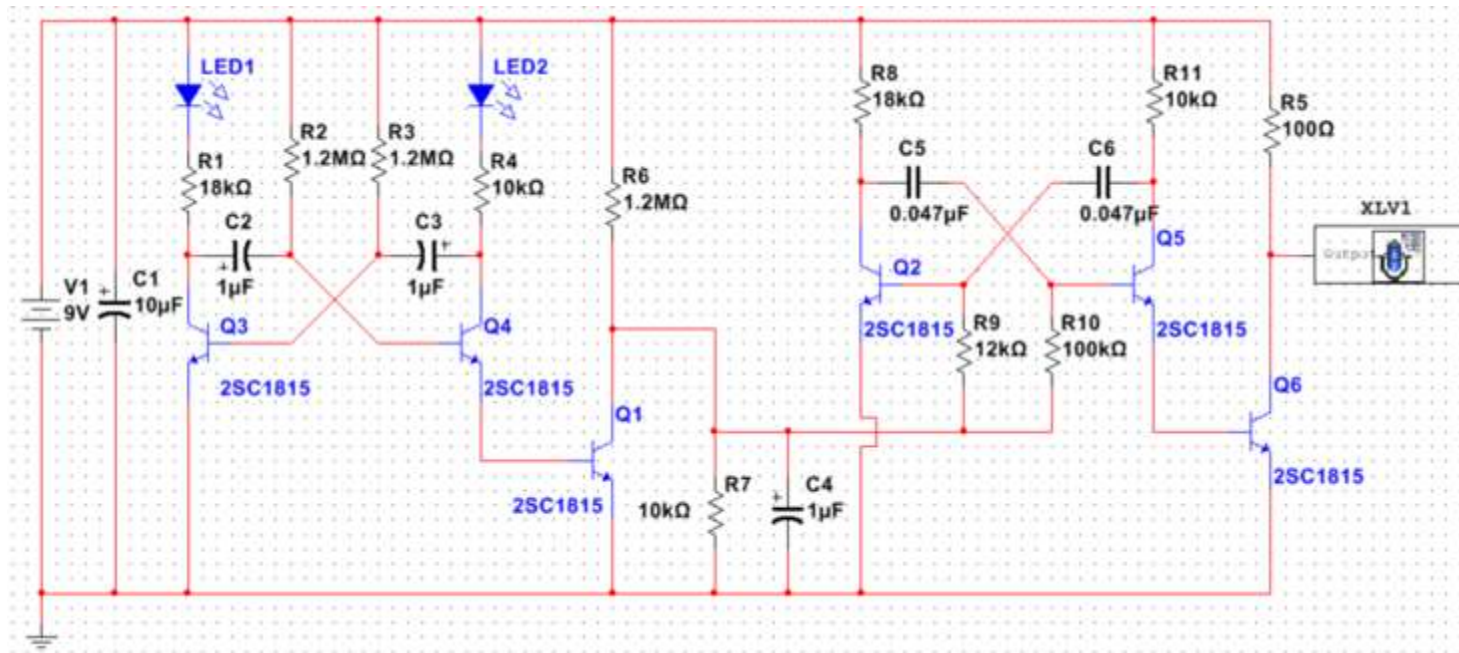 LED1
LED2
R2
1.2MΩ
R3
1.2MΩ
R1
18kΩ
R4
10kΩ
R6
1.2MΩ
C2
+
1µF
C3
+
1µF
V1
9V
+
C1
10µF
Q3
2SC1815
Q4
2SC1815
Q1
2SC1815
R7
10kΩ
+
C4
1µF
R8
18kΩ
R11
10kΩ
R5
100Ω
C5
0.047µF
C6
0.047µF
Q2
2SC1815
Q5
2SC1815
R9
12kΩ
R10
100kΩ
Q6
2SC1815
XLV1
Output